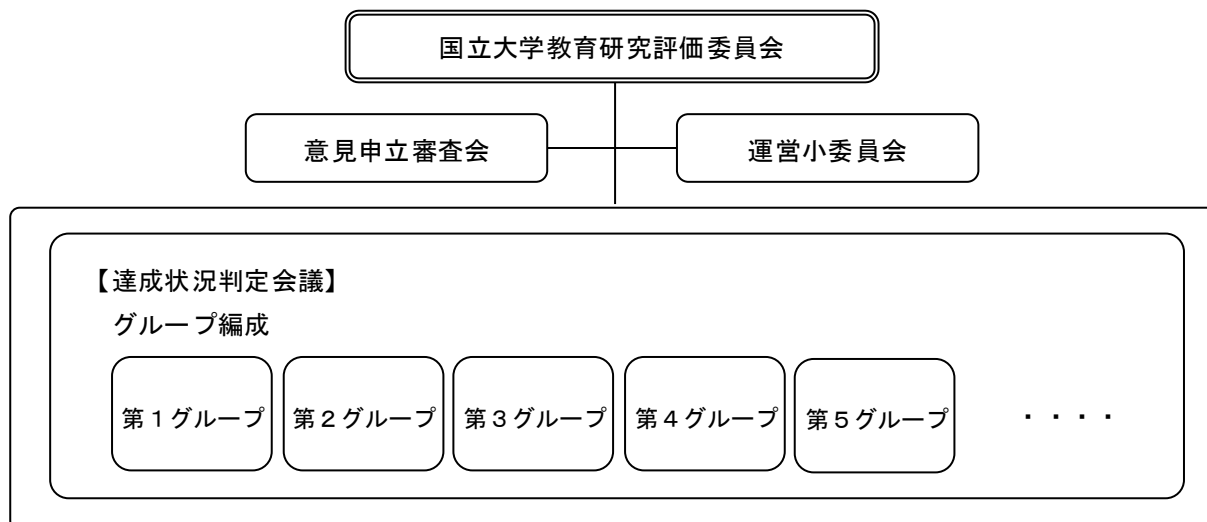 国立大学教育研究評価委員会
意見申立審査会
運営小委員会
【達成状況判定会議】
グループ編成
第１グループ
第２グループ
第３グループ
第４グループ
第５グループ
・・・・